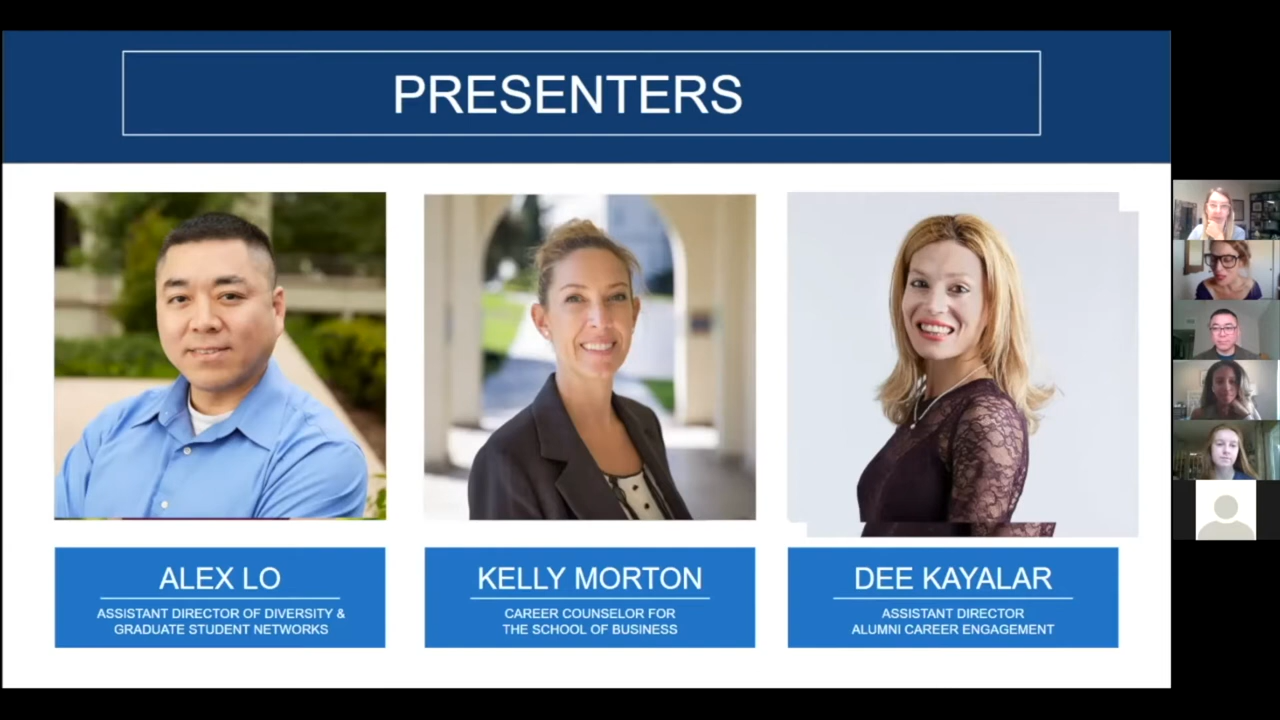 PRESENTERS
ALEX LO
ASSISTANT DIRECTOR OF DIVERSITY &
GRADUATE STUDENT NETWORKS
KELLY MORTON
CAREER COUNSELOR FOR
THE SCHOOL OF BUSINESS
DEE KAYALAR
ASSISTANT DIRECTOR
ALUMNI CAREER ENGAGEMENT